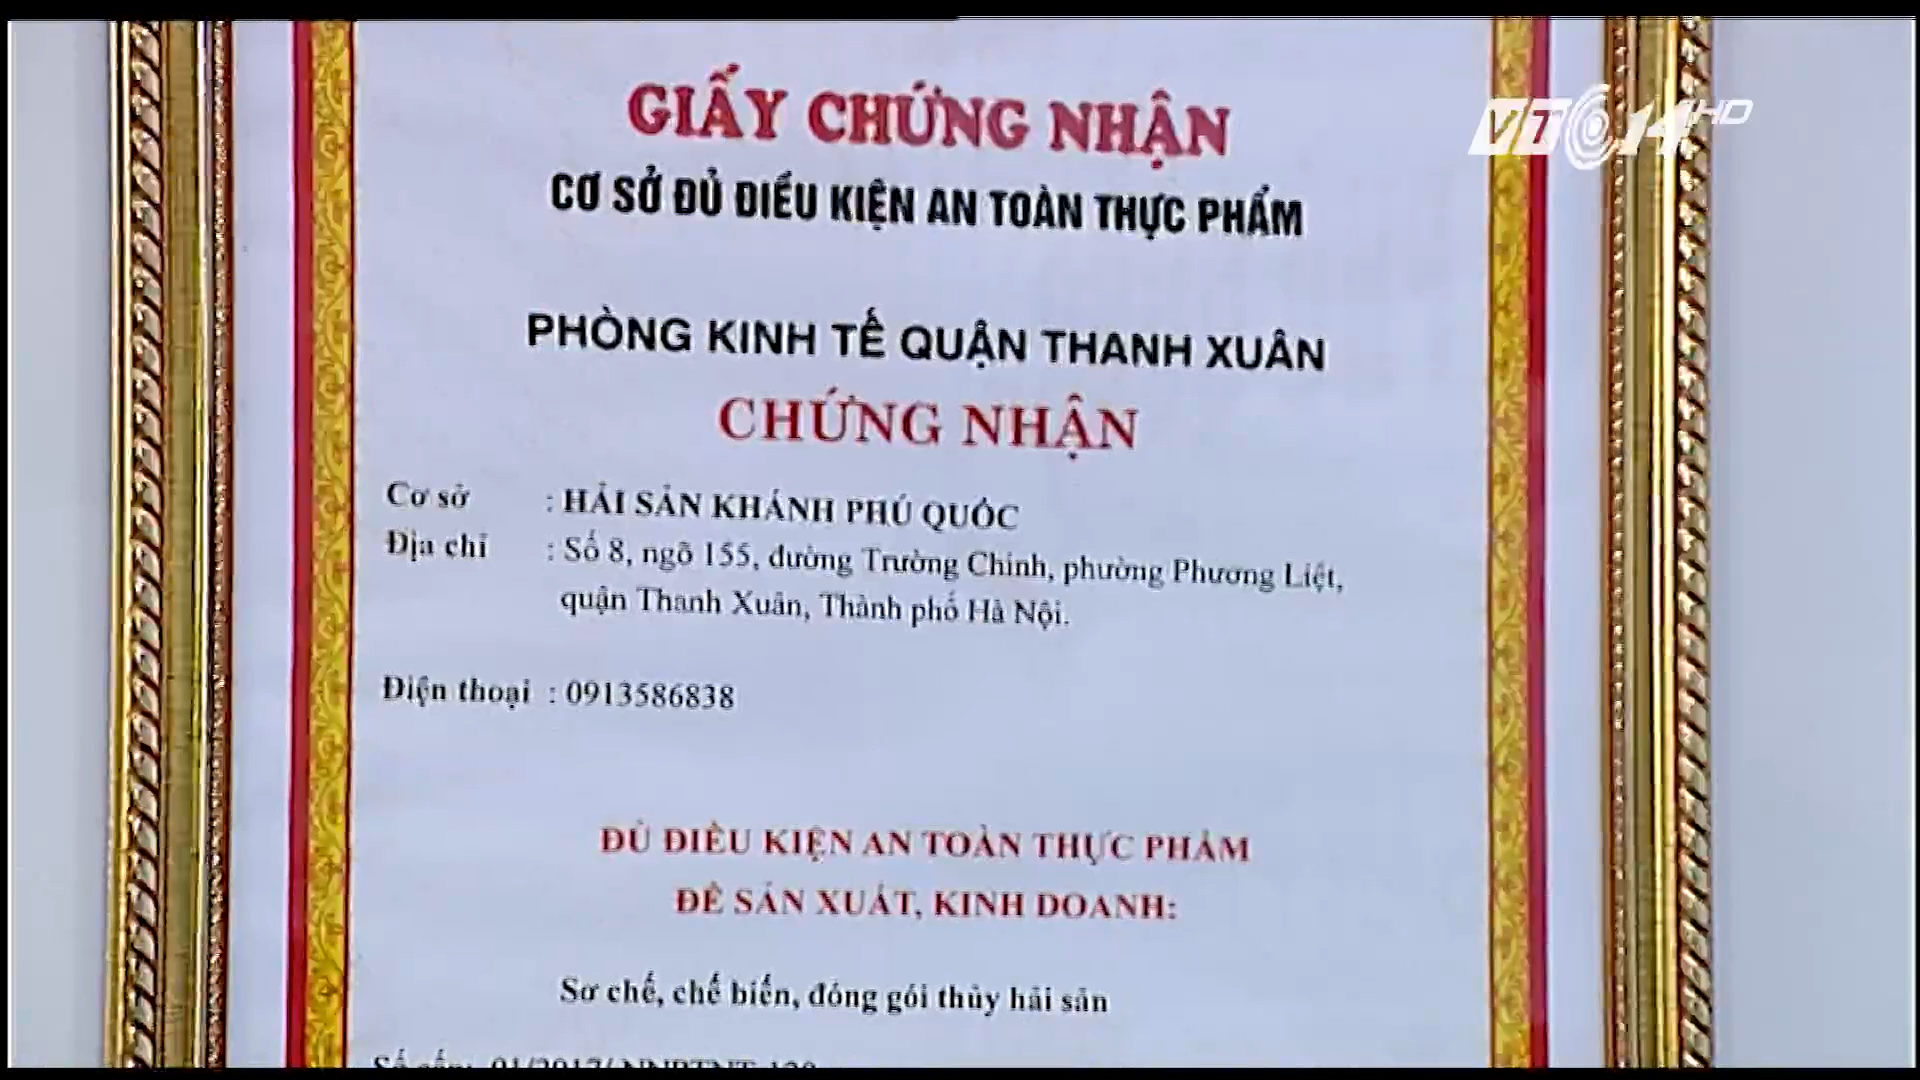 GIẤY CHỨNG NHẬN
VTC14 HD
CƠ SỞ ĐỦ ĐIỀU KIỆN AN TOÀN THỰC PHẨM
PHÒNG KINH TẾ QUẬN THANH XUÂN
CHỨNG NHẬN
Cơ sở : HẢI SẢN KHÁNH PHÚ QUỐC
Địa chỉ : Số 8, ngõ 155, đường Trường Chinh, phường Phương Liệt,
quận Thanh Xuân, Thành phố Hà Nội.
Điện thoại : 0913586838
ĐỦ ĐIỀU KIỆN AN TOÀN THỰC PHẨM
ĐỂ SẢN XUẤT, KINH DOANH:
Sơ chế, chế biến, đóng gói thủy hải sản
Số cấp: